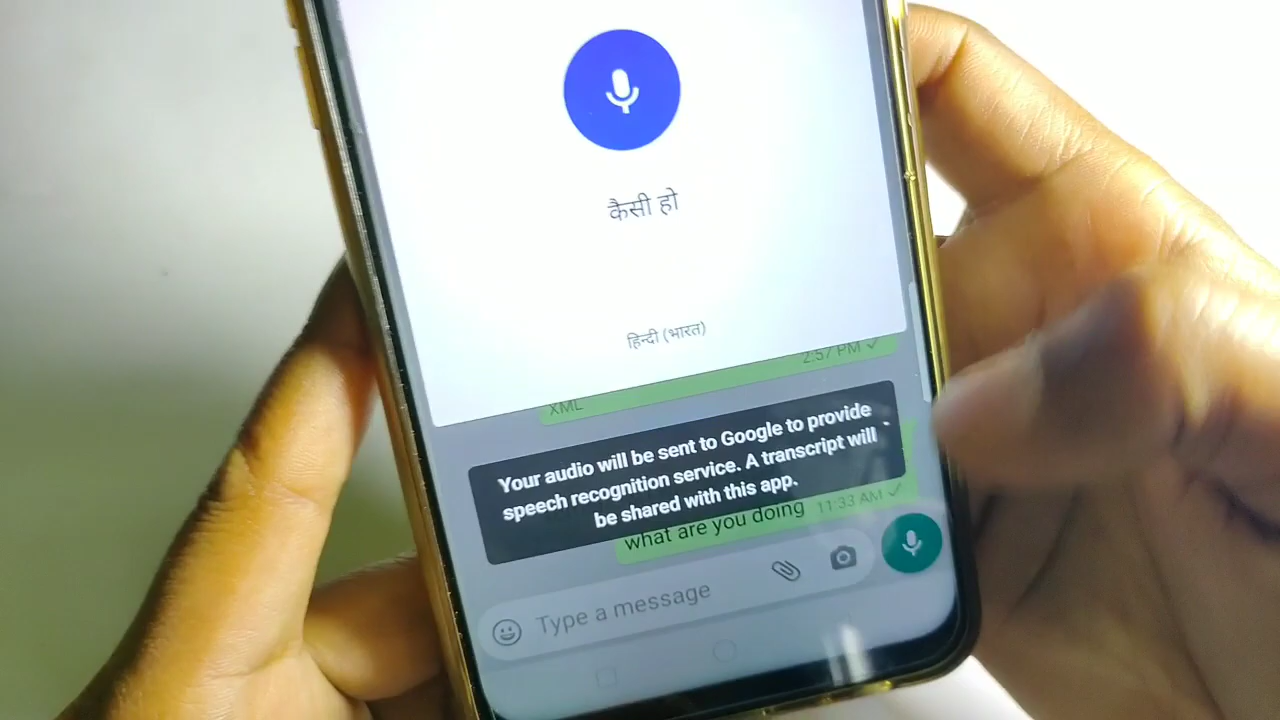 कैसी हो
हिन्दी (भारत)
2:57 PM
XML
Your audio will be sent to Google to provide
speech recognition service. A transcript will
be shared with this app.
what are you doing 11:33 AM
Type a message